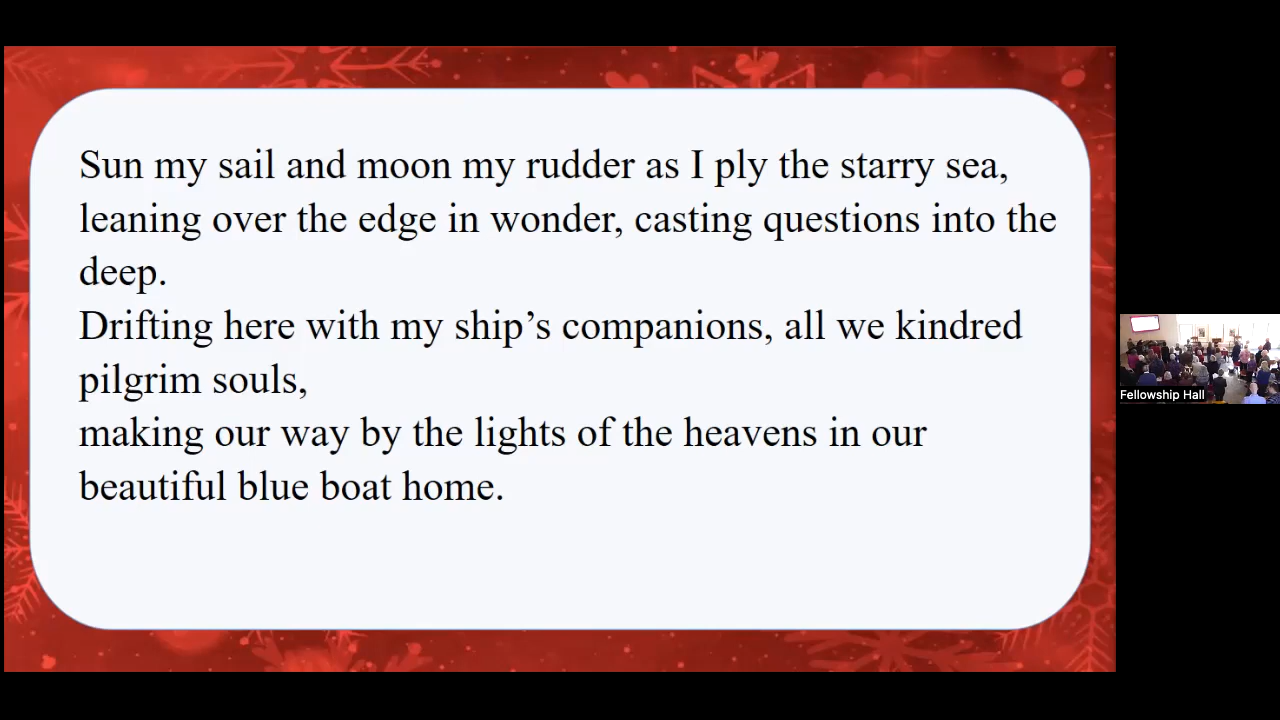 Sun my sail and moon my rudder as I ply the starry sea,
leaning over the edge in wonder, casting questions into the
deep.
Drifting here with my ship’s companions, all we kindred
pilgrim souls,
making our way by the lights of the heavens in our
beautiful blue boat home.
Fellowship Hall